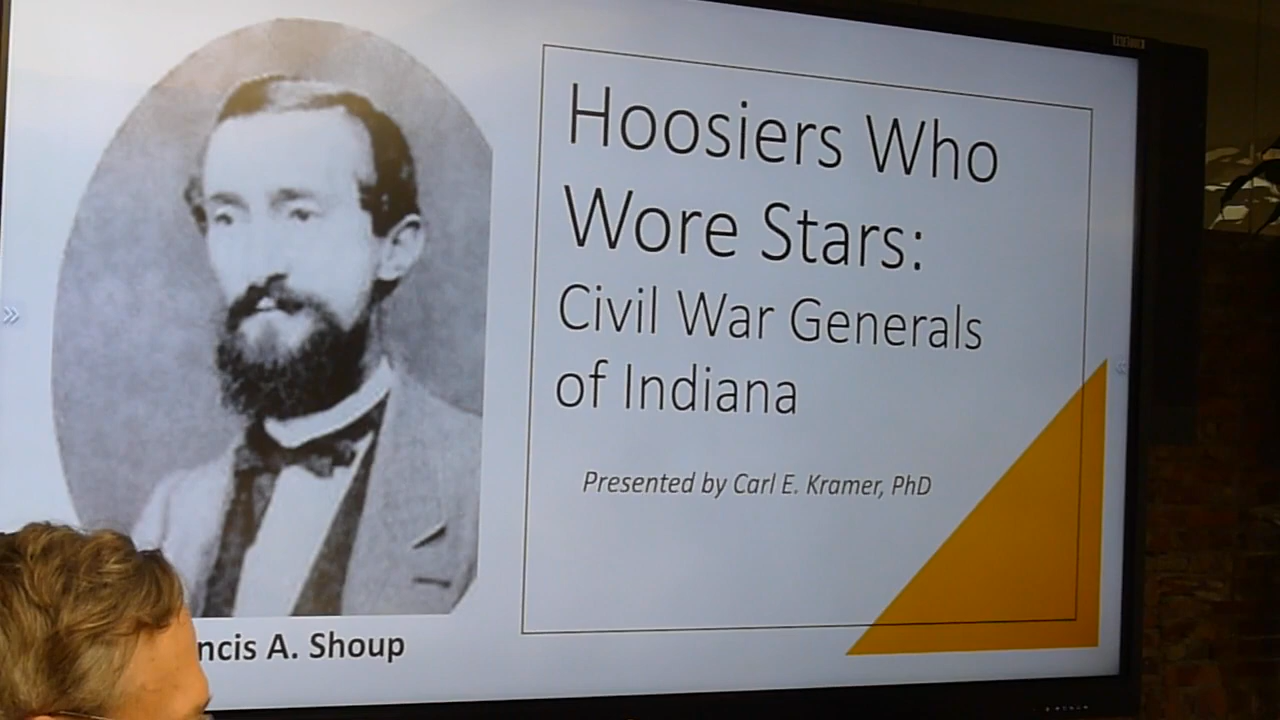 Hoosiers Who
Wore Stars:
Civil War Generals
of Indiana
Presented by Carl E. Kramer, PhD
ncis A. Shoup